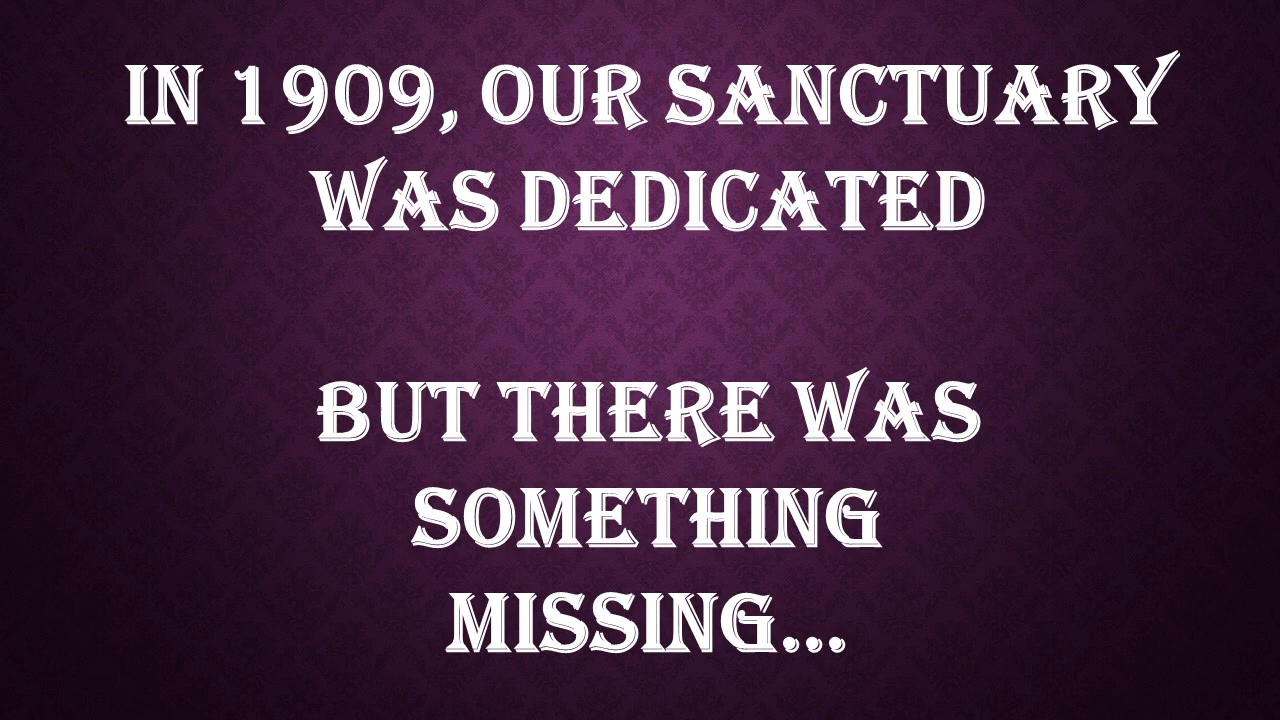 IN 1909, OUR SANCTUARY
WAS DEDICATED
BUT THERE WAS
SOMETHING
MISSING...